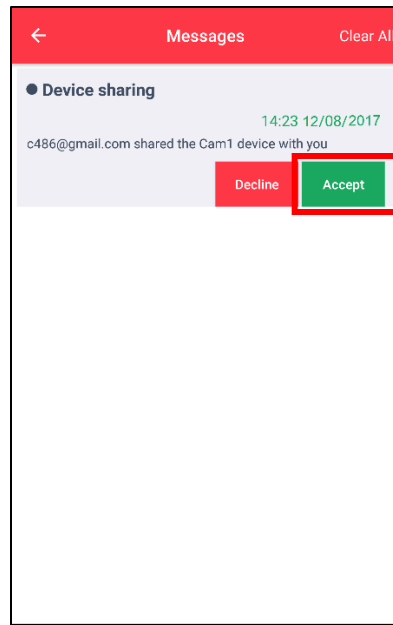 Messages
Clear All
Device sharing
14:23 12/08/2017
c486@gmail.com shared the Cam1 device with you
Decline
Accept